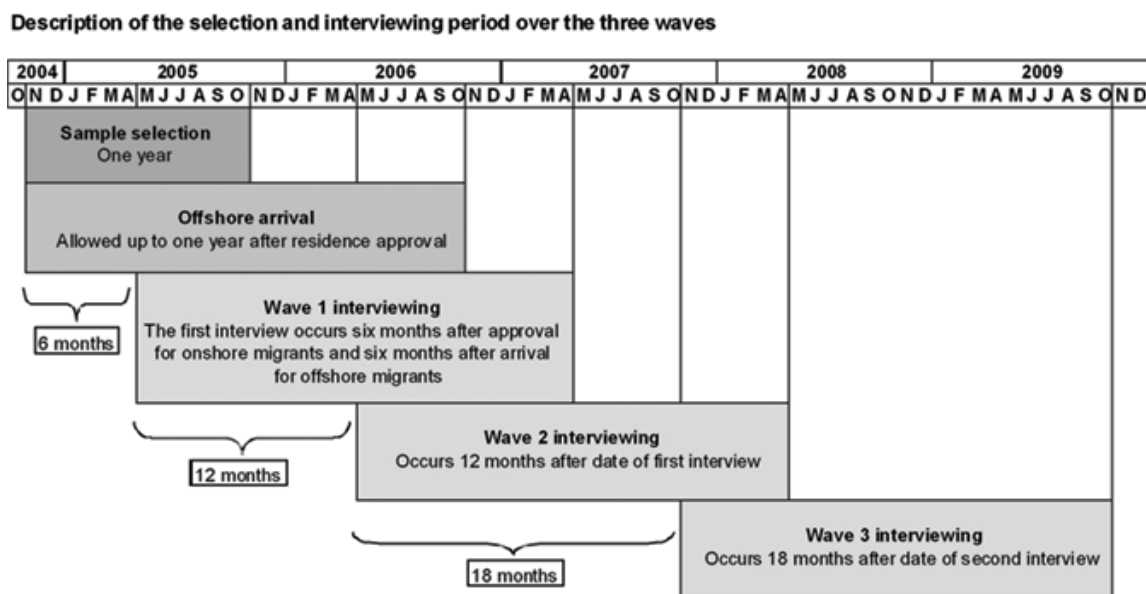 Description of the selection and interviewing period over the three waves
2004 2005 2006 2007 2008 2009
O N D J F M A M J J A S O N D J F M A M J J A S O N D J F M A M J J A S O N D J F M A M J J A S O N D J F M A M J J A S O N D
Sample selection
One year
Offshore arrival
Allowed up to one year after residence approval
6 months
Wave 1 interviewing
The first interview occurs six months after approval
for onshore migrants and six months after arrival
for offshore migrants
12 months
Wave 2 interviewing
Occurs 12 months after date of first interview
18 months
Wave 3 interviewing
Occurs 18 months after date of second interview